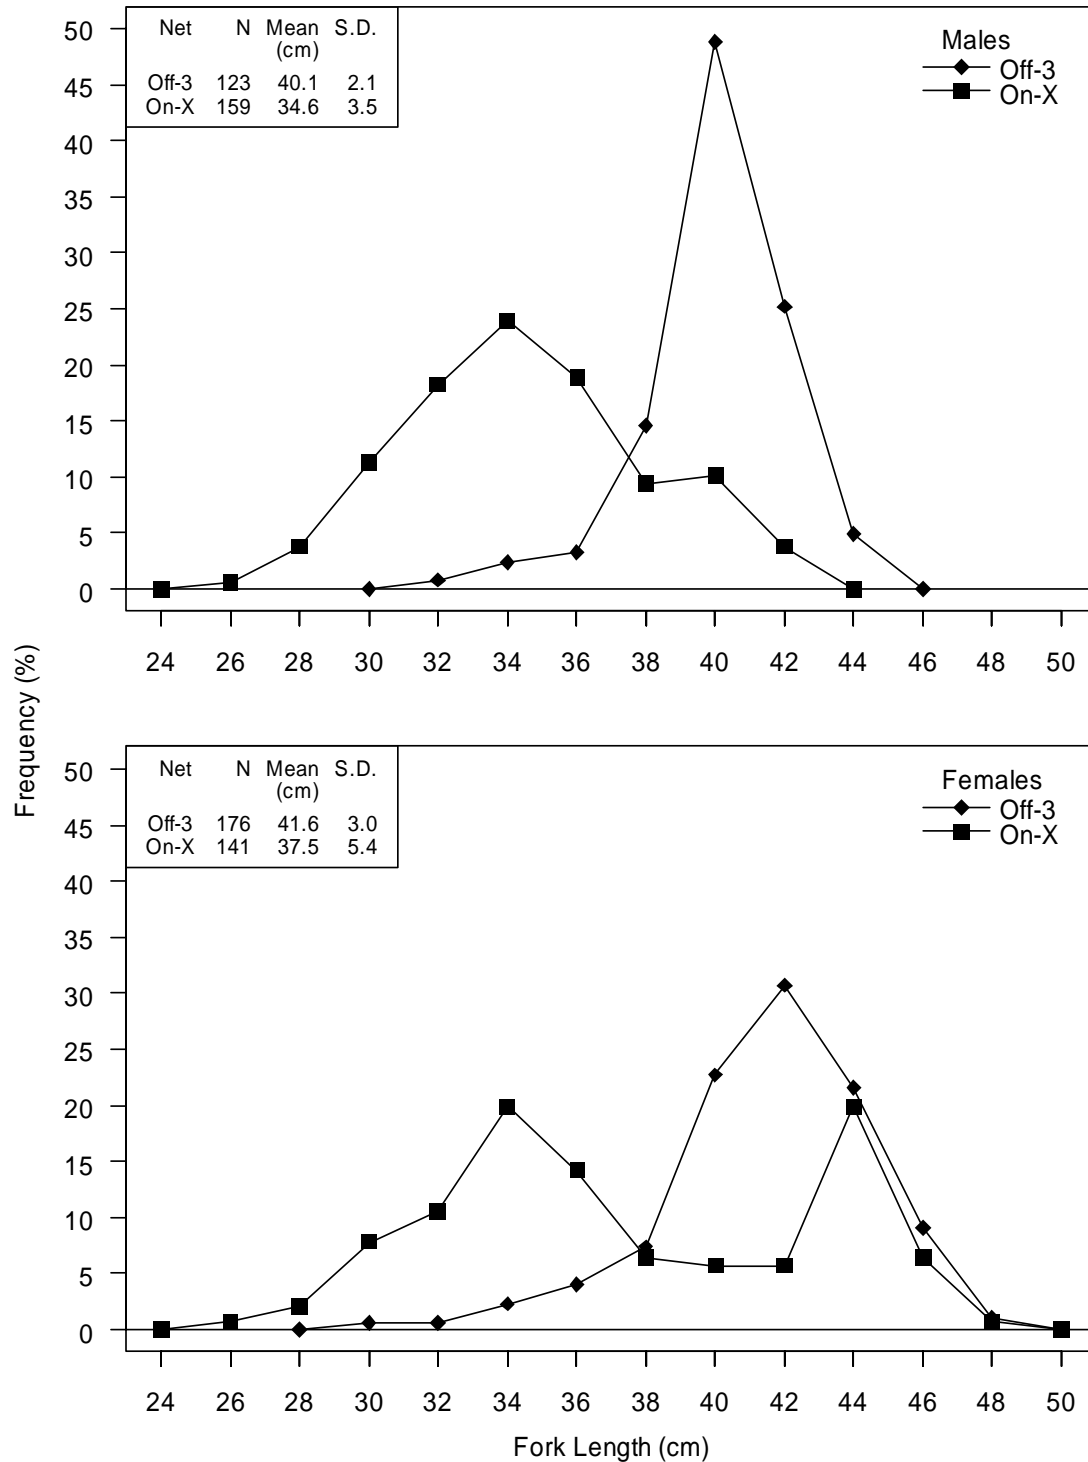 Net N Mean S.D.
(cm)
Off-3 123 40.1 2.1
On-X 159 34.6 3.5
Males
Off-3
On-X
50
45
40
35
30
25
20
15
10
5
0
24 26 28 30 32 34 36 38 40 42 44 46 48 50
Frequency (%)
Net N Mean S.D.
(cm)
Off-3 176 41.6 3.0
On-X 141 37.5 5.4
Females
Off-3
On-X
50
45
40
35
30
25
20
15
10
5
0
24 26 28 30 32 34 36 38 40 42 44 46 48 50
Fork Length (cm)